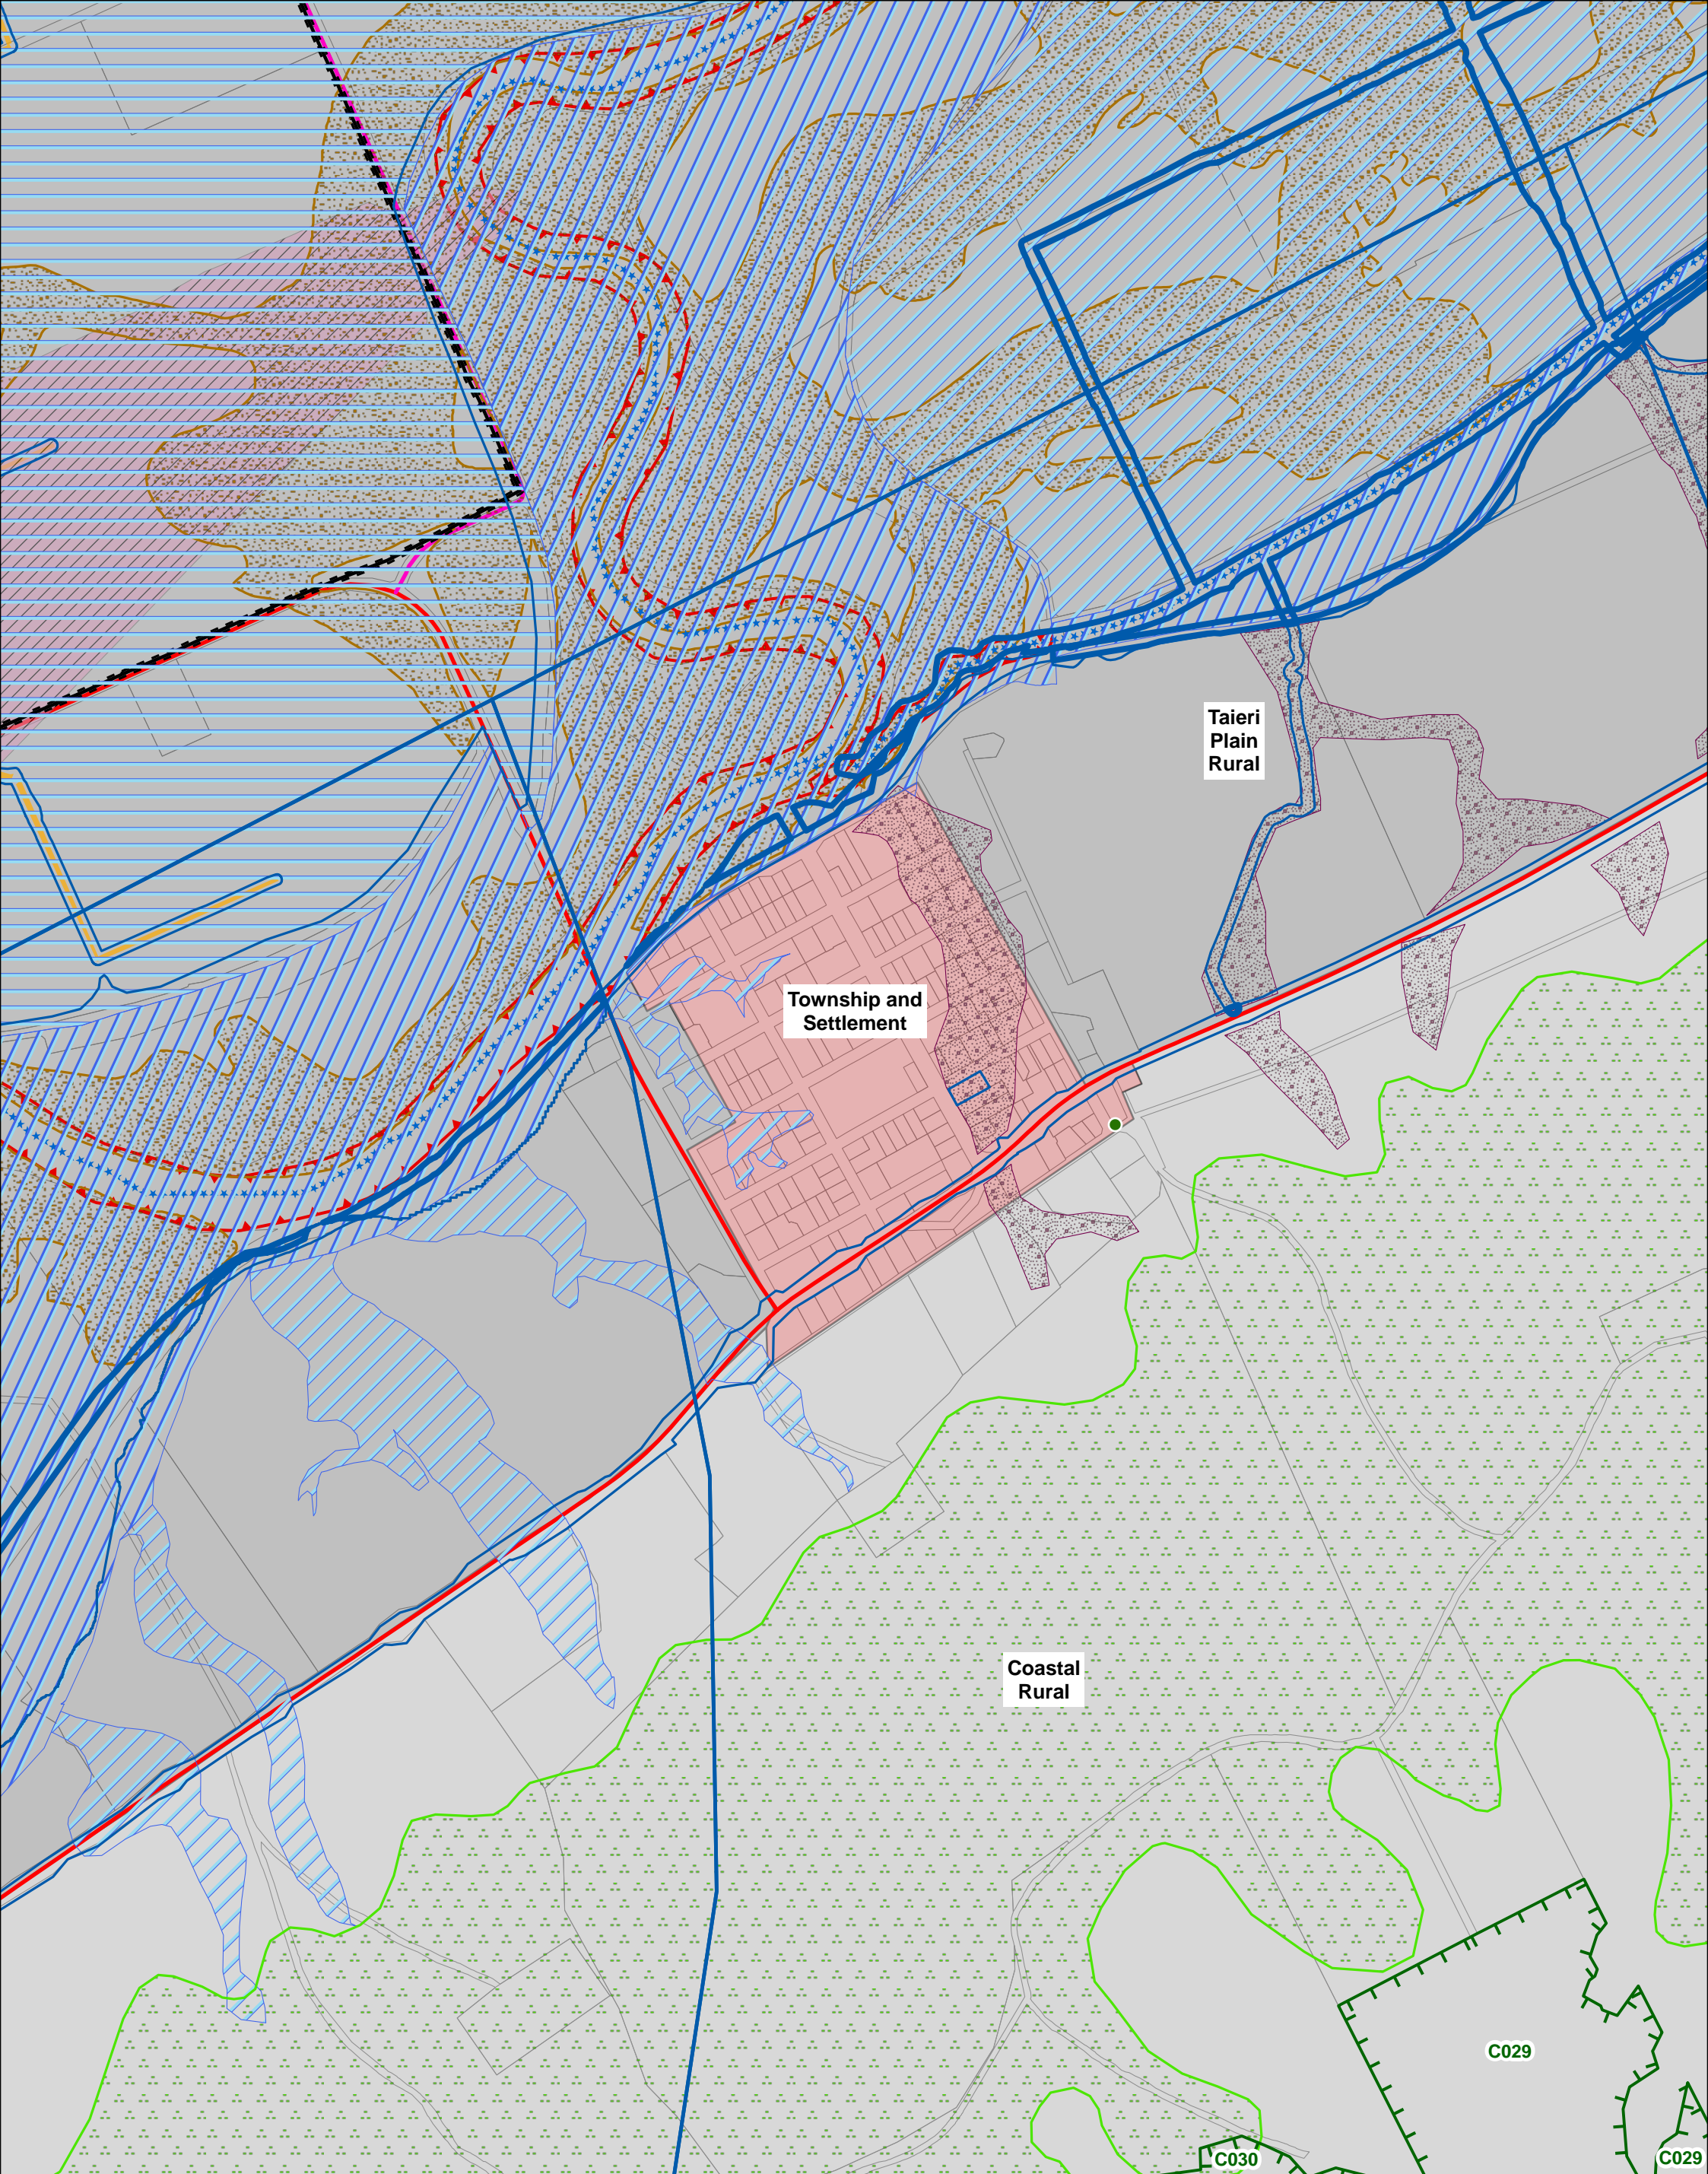 Taieri
Plain
Rural
Township and
Settlement
Coastal
Rural
C029
C030
C029